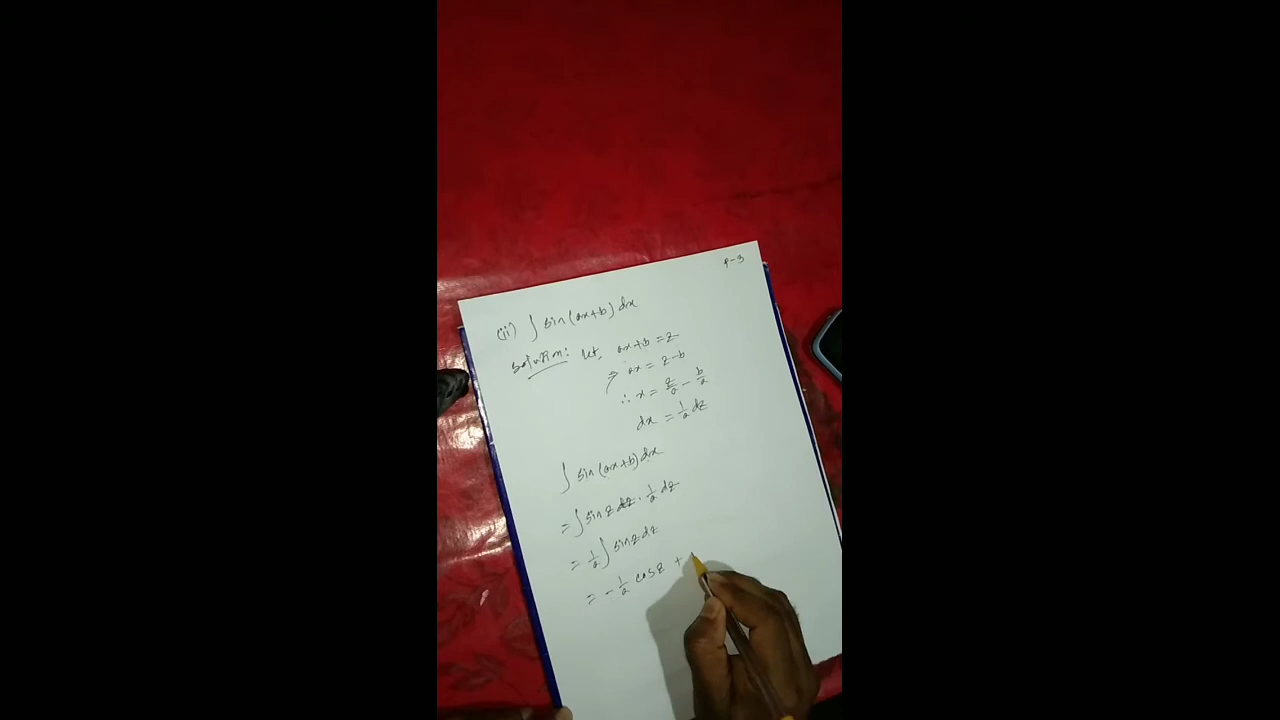 P-3
(ii) ∫ sin(ax+b) dx
Solution: Let, ax+b = z
⇒ ax = z-b
∴ x = z/a - b/a
dx = 1/a dz
∫ sin(ax+b) dx
= ∫ sin z · 1/a dz
= 1/a ∫ sin z dz
= - 1/a cos z +